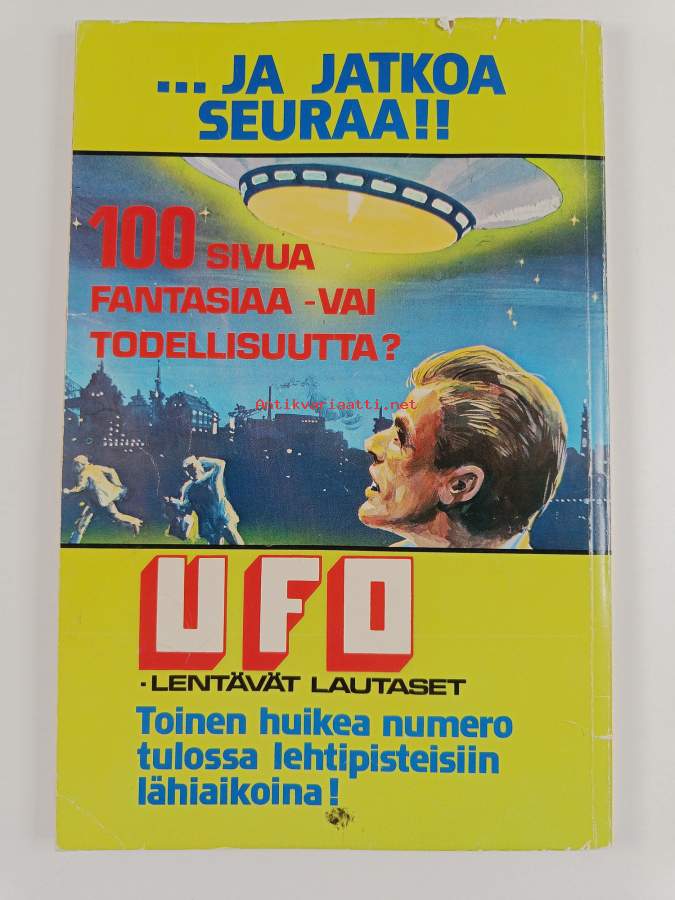 ... JA JATKOA
SEURAA!!
100 SIVUA
FANTASIAA - VAI
TODELLISUUTTA?
Antikvariaatti.net
UFO
- LENTÄVÄT LAUTASET
Toinen huikea numero
tulossa lehtipisteisiin
lähiaikoina!